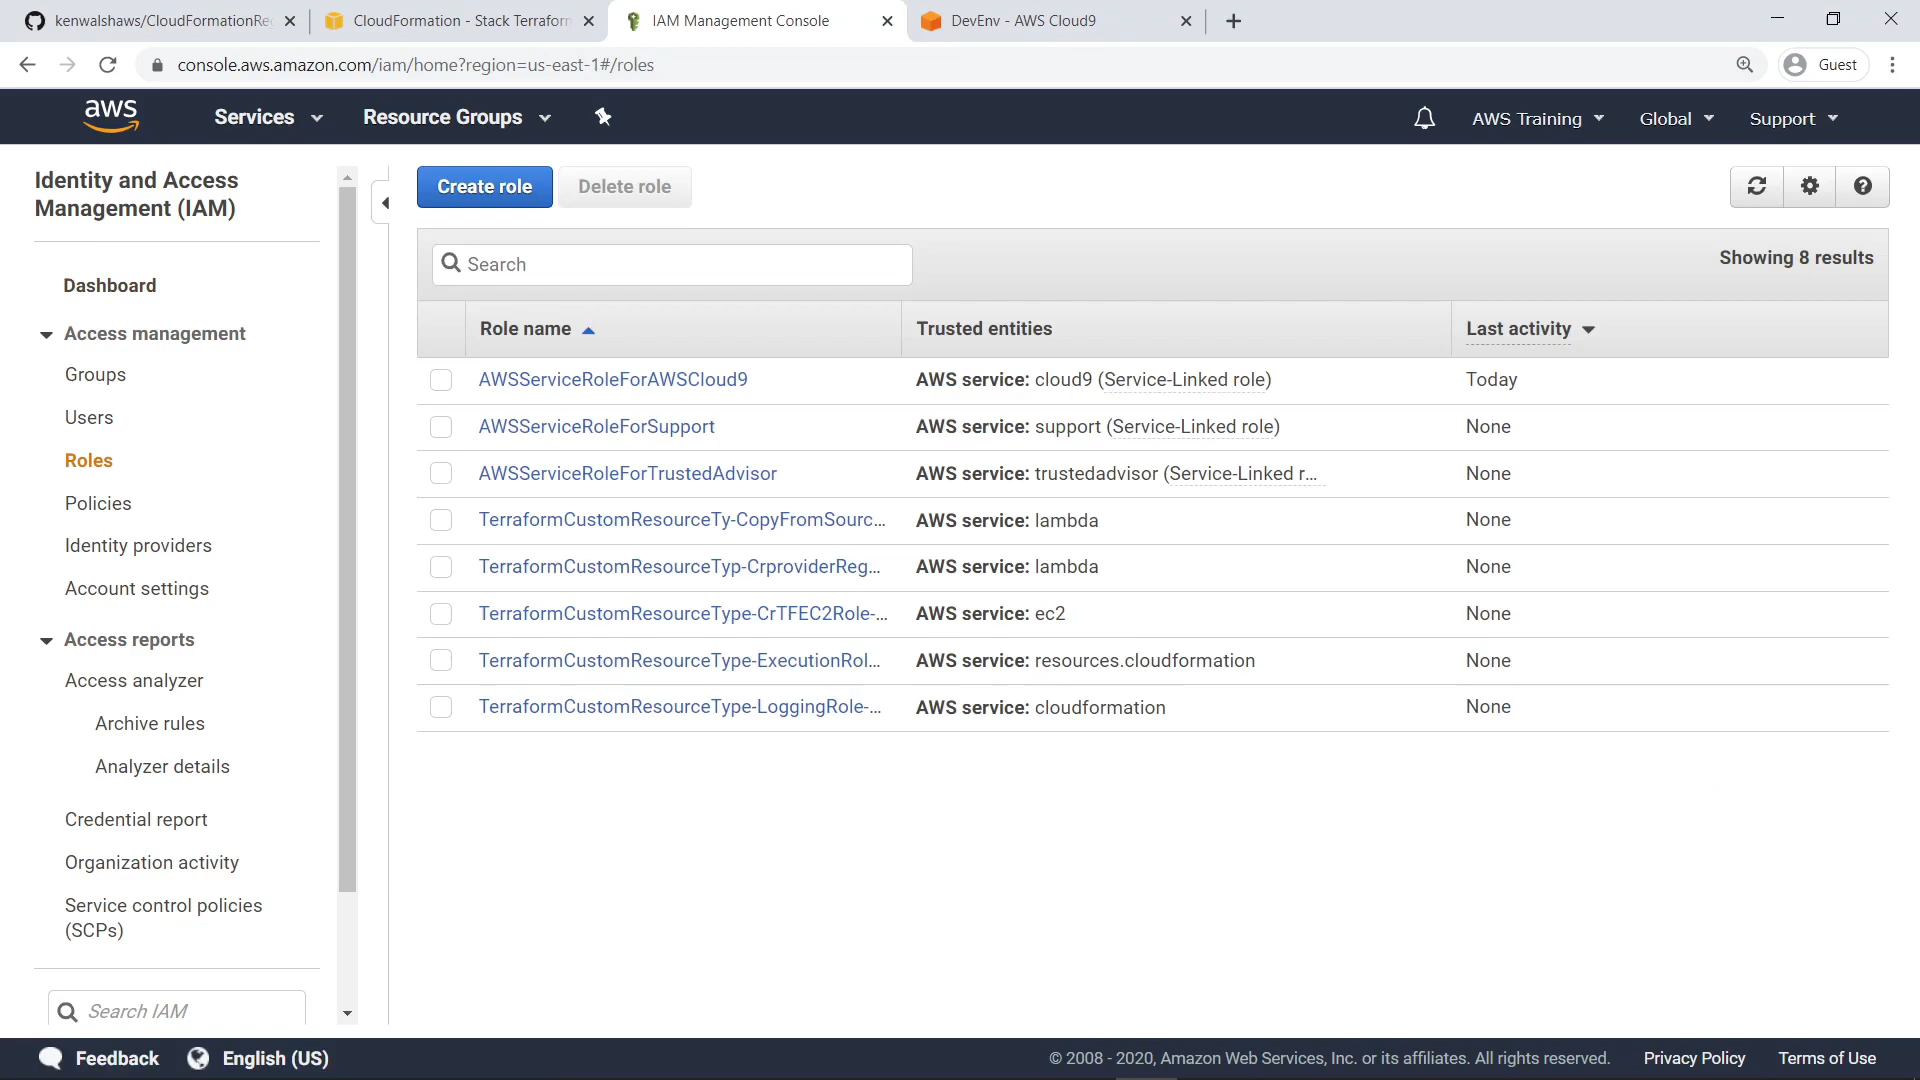 kenwalshaws/CloudFormationReg
CloudFormation - Stack Terraform
IAM Management Console
DevEnv - AWS Cloud9
console.aws.amazon.com/iam/home?region=us-east-1#/roles
Guest
aws
Services
Resource Groups
AWS Training
Global
Support
Identity and Access
Management (IAM)
Dashboard
Access management
Groups
Users
Roles
Policies
Identity providers
Account settings
Access reports
Access analyzer
Archive rules
Analyzer details
Credential report
Organization activity
Service control policies
(SCPs)
Search IAM
Create role
Delete role
Search
Showing 8 results
Role name
Trusted entities
Last activity
AWSServiceRoleForAWSCloud9
AWS service: cloud9 (Service-Linked role)
Today
AWSServiceRoleForSupport
AWS service: support (Service-Linked role)
None
AWSServiceRoleForTrustedAdvisor
AWS service: trustedadvisor (Service-Linked r...
None
TerraformCustomResourceTy-CopyFromSourc...
AWS service: lambda
None
TerraformCustomResourceTyp-CrproviderReg...
AWS service: lambda
None
TerraformCustomResourceType-CrTFEC2Role-...
AWS service: ec2
None
TerraformCustomResourceType-ExecutionRol...
AWS service: resources.cloudformation
None
TerraformCustomResourceType-LoggingRole-...
AWS service: cloudformation
None
Feedback
English (US)
© 2008 - 2020, Amazon Web Services, Inc. or its affiliates. All rights reserved.
Privacy Policy
Terms of Use